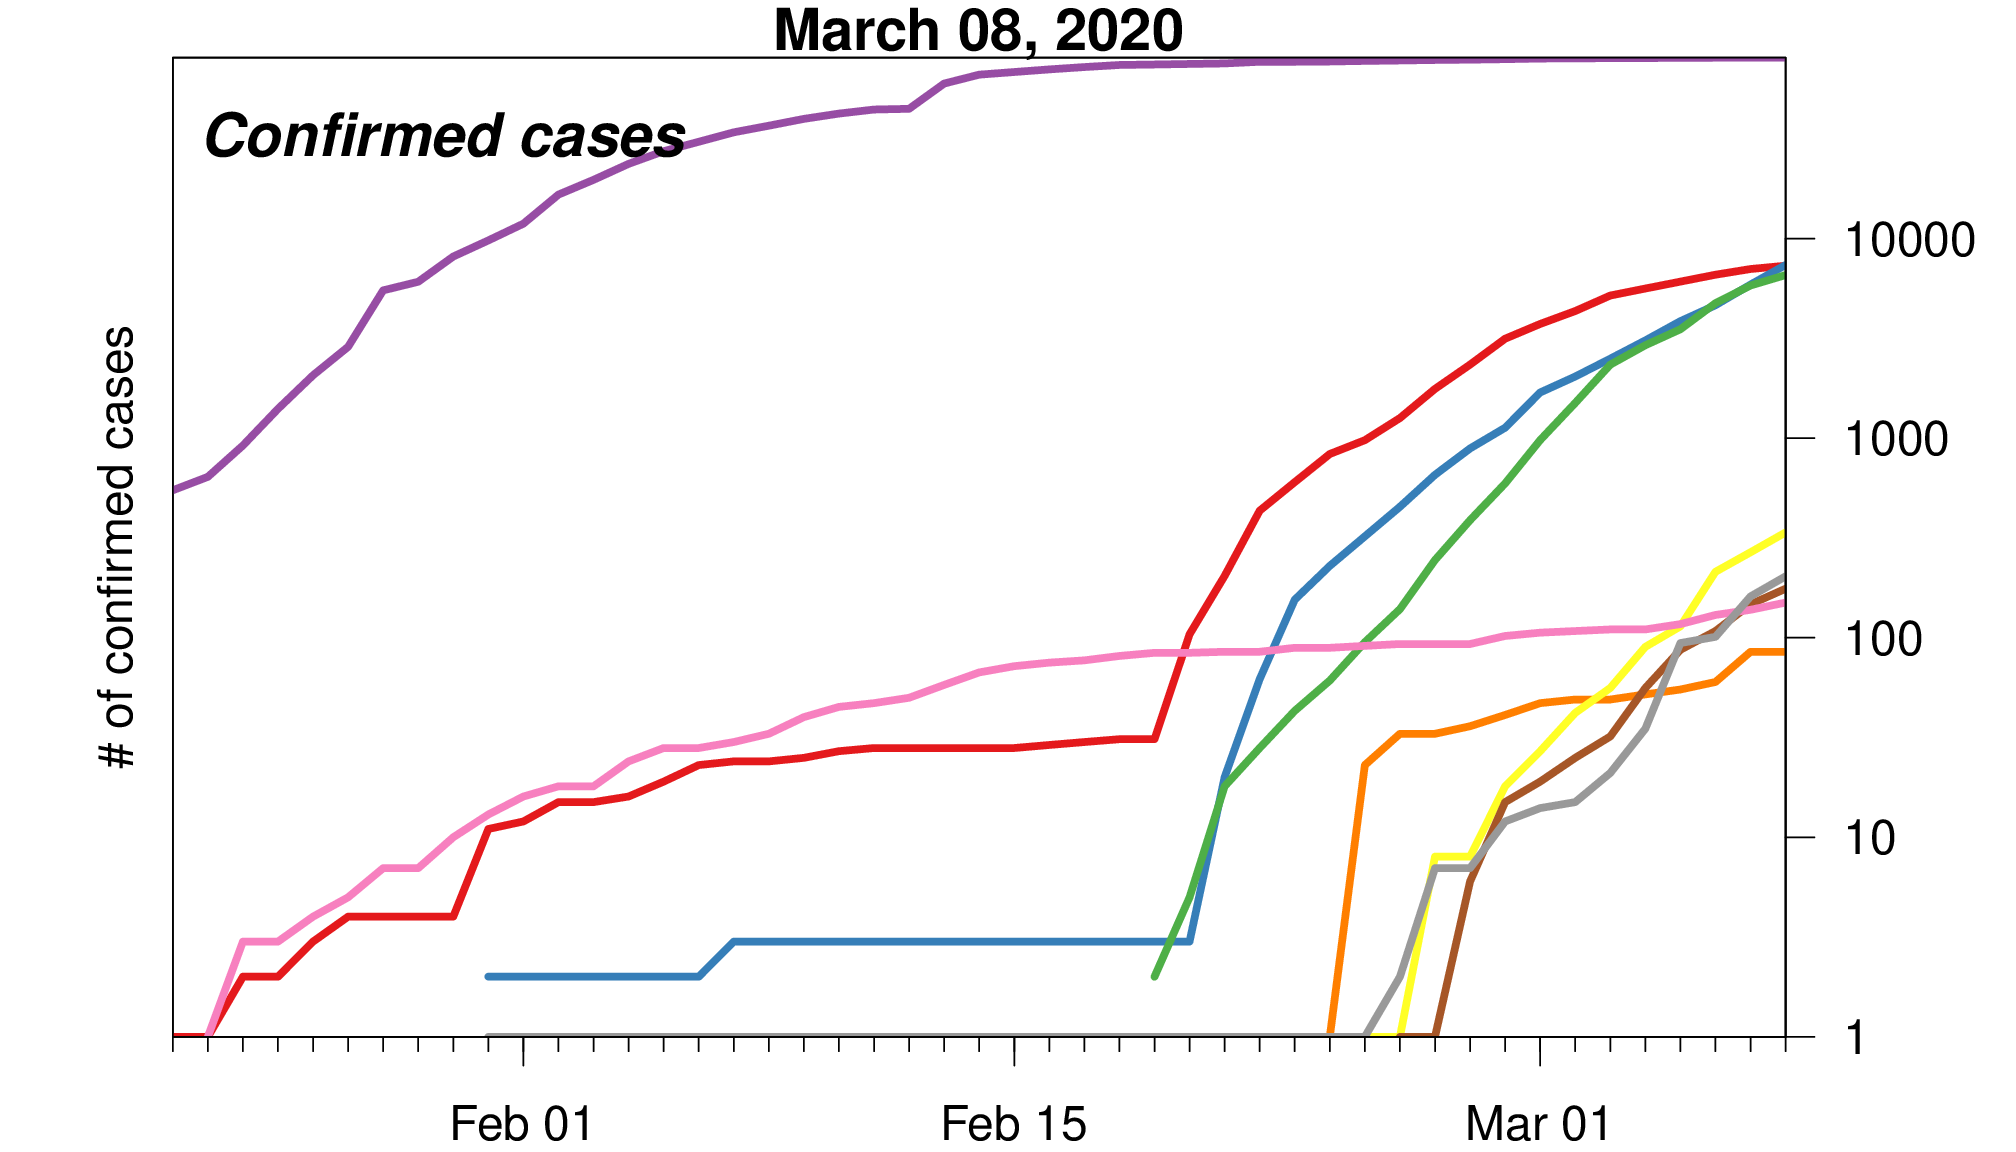 March 08, 2020
Confirmed cases
# of confirmed cases
10000
1000
100
10
1
Feb 01
Feb 15
Mar 01